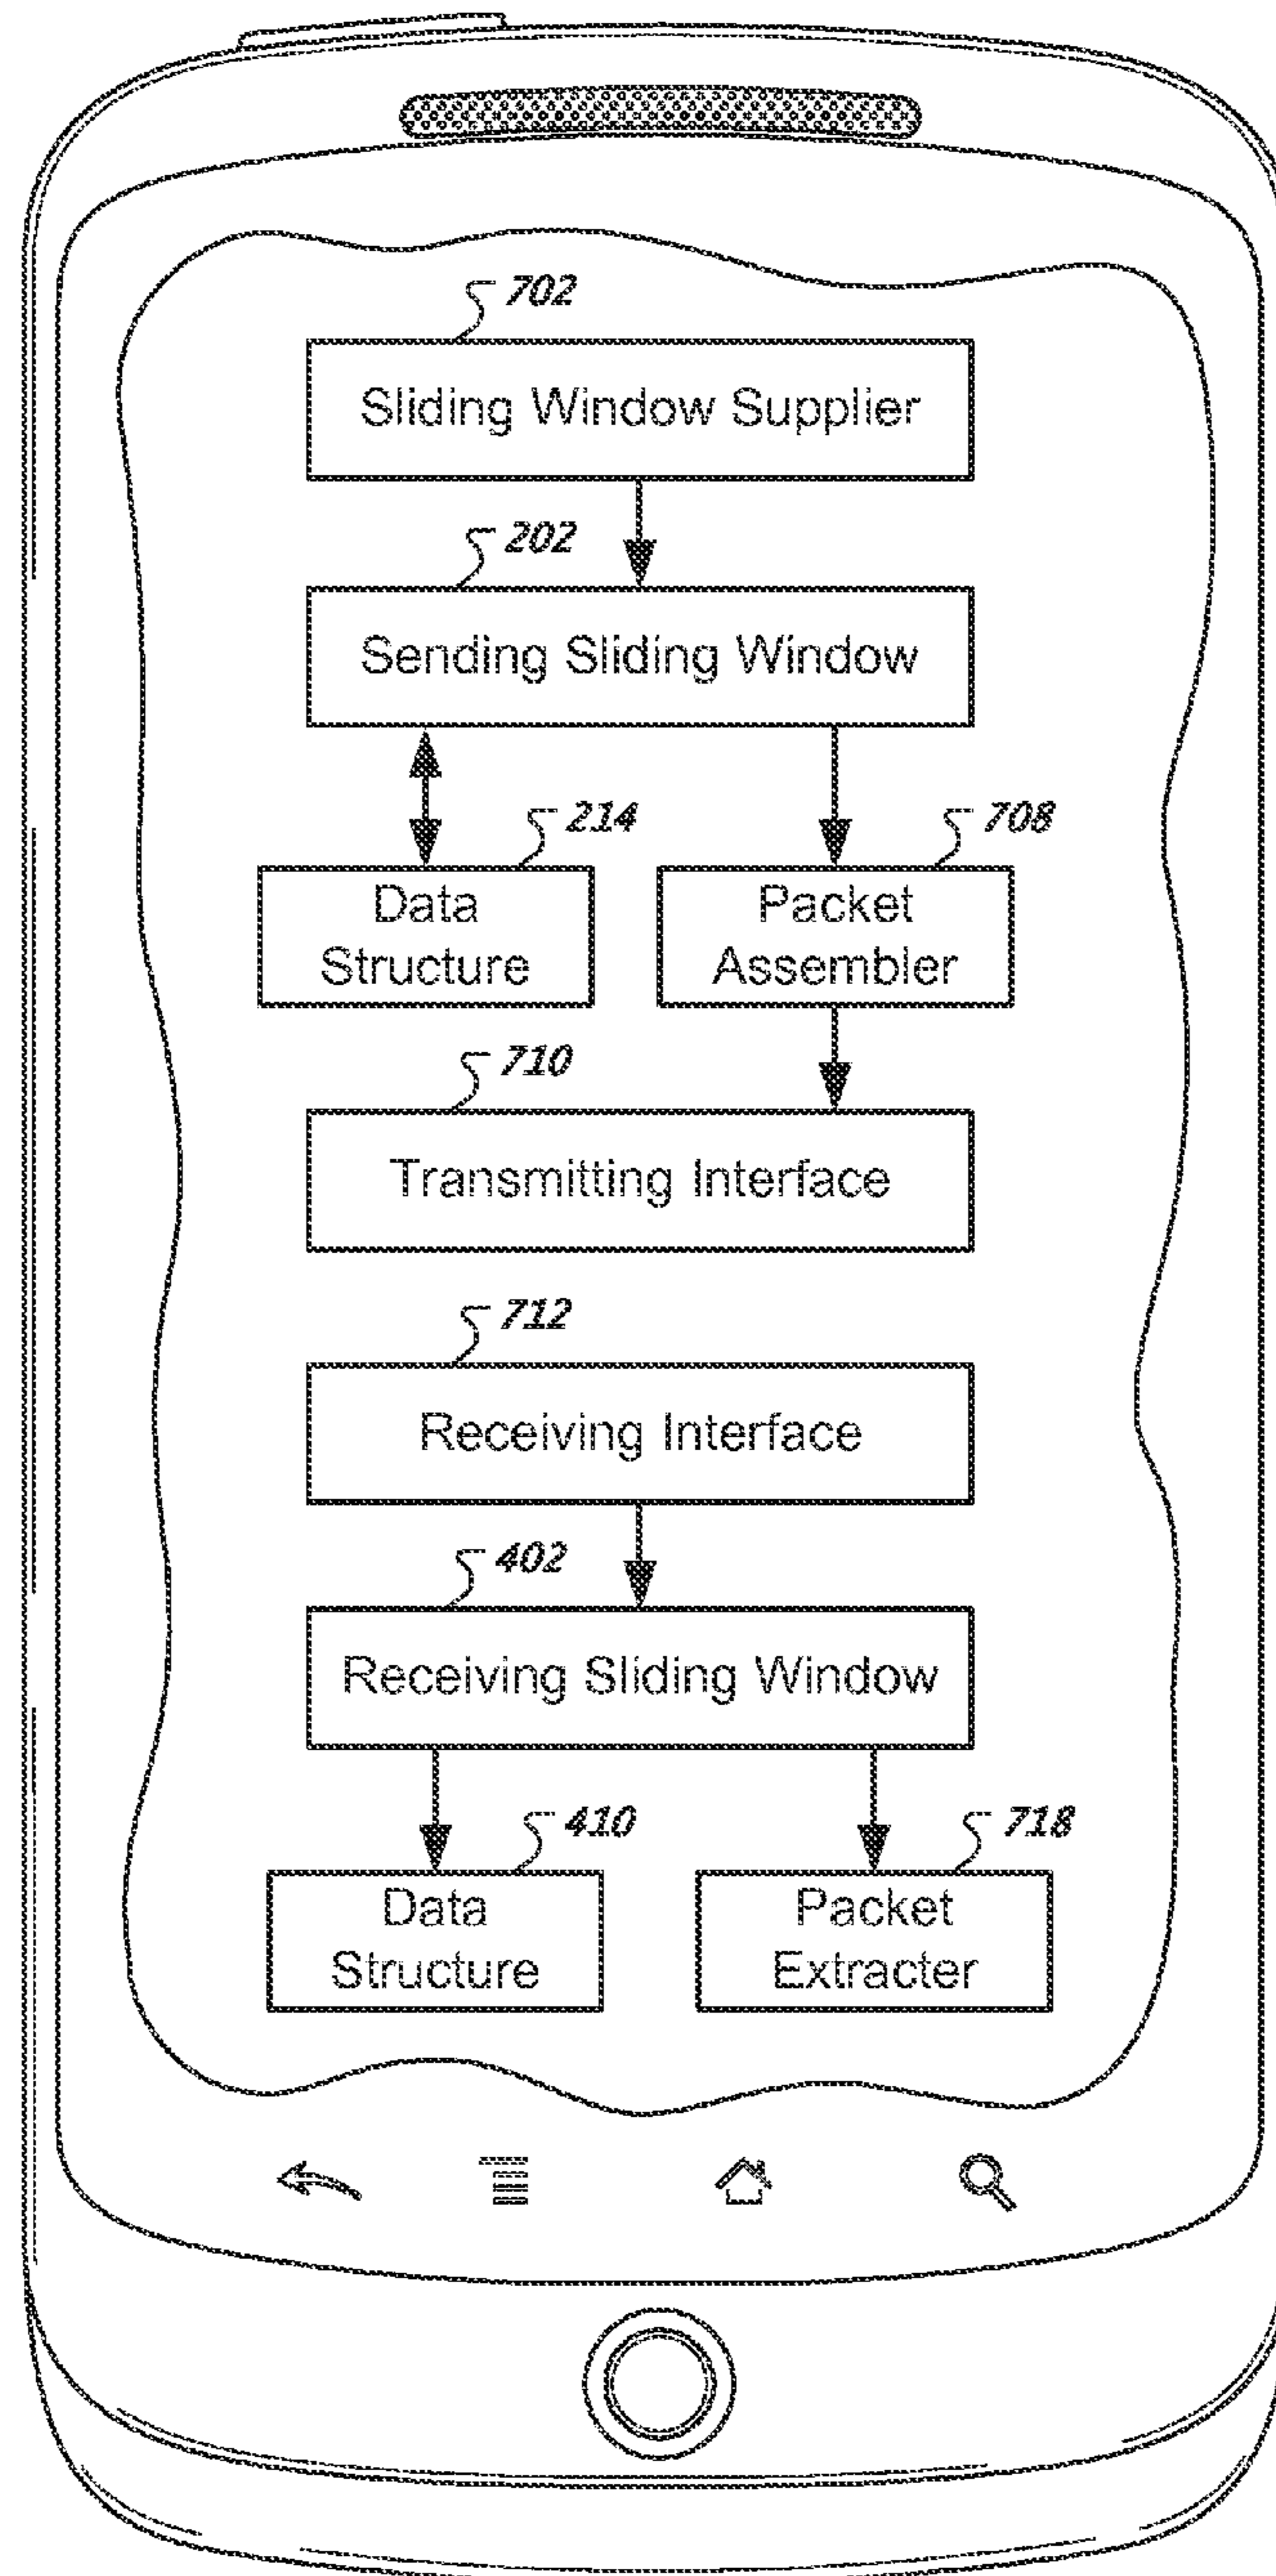 702
Sliding Window Supplier
202
Sending Sliding Window
214
Data
Structure
708
Packet
Assembler
710
Transmitting Interface
712
Receiving Interface
402
Receiving Sliding Window
410
Data
Structure
718
Packet
Extracter